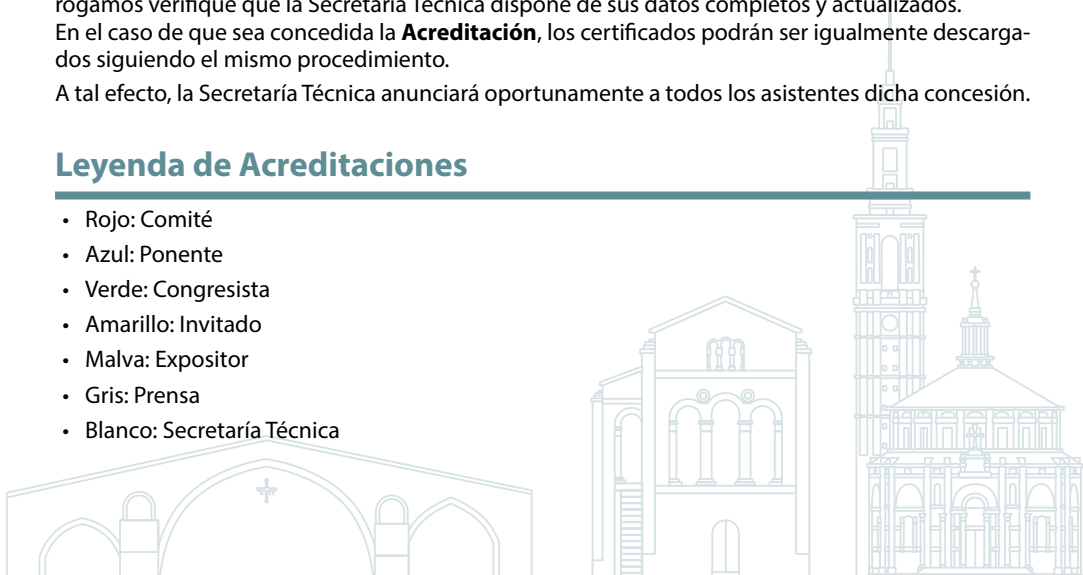 rogamos verifique que la Secretaría Técnica dispone de sus datos completos y actualizados.
En el caso de que sea concedida la Acreditación, los certificados podrán ser igualmente descarga-
dos siguiendo el mismo procedimiento.
A tal efecto, la Secretaría Técnica anunciará oportunamente a todos los asistentes dicha concesión.
Leyenda de Acreditaciones
• Rojo: Comité
• Azul: Ponente
• Verde: Congresista
• Amarillo: Invitado
• Malva: Expositor
• Gris: Prensa
• Blanco: Secretaría Técnica